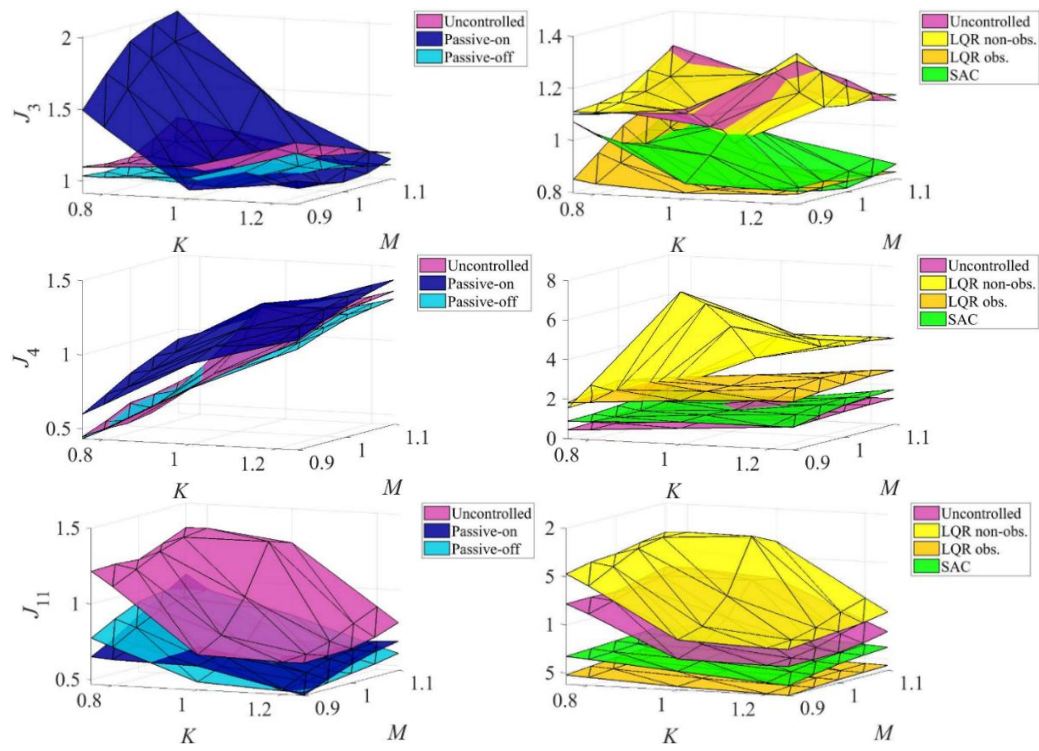 2
1.5
1
J3
0.8
1
1.2
0.9
1
1.1
K
M
Uncontrolled
Passive-on
Passive-off
1.4
1.2
1
0.8
0.8
1
1.2
0.9
1
1.1
K
M
Uncontrolled
LQR non-obs.
LQR obs.
SAC
1.5
1
0.5
J4
0.8
1
1.2
0.9
1
1.1
K
M
Uncontrolled
Passive-on
Passive-off
8
6
4
2
0
0.8
1
1.2
0.9
1
1.1
K
M
Uncontrolled
LQR non-obs.
LQR obs.
SAC
1.5
1
0.5
J11
0.8
1
1.2
0.9
1
1.1
K
M
Uncontrolled
Passive-on
Passive-off
2
5
1
5
0.8
1
1.2
0.9
1
1.1
K
M
Uncontrolled
LQR non-obs.
LQR obs.
SAC